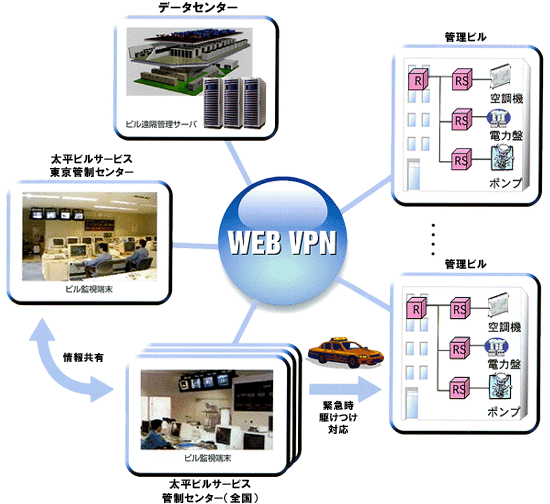 データセンター
ビル遠隔管理サーバ
太平ビルサービス
東京管制センター
ビル監視端末
WEB VPN
管理ビル
R
RS
空調機
RS
電力盤
RS
ポンプ
管理ビル
R
RS
空調機
RS
電力盤
RS
ポンプ
情報共有
ビル監視端末
太平ビルサービス
管制センター(全国)
緊急時
駆けつけ
対応